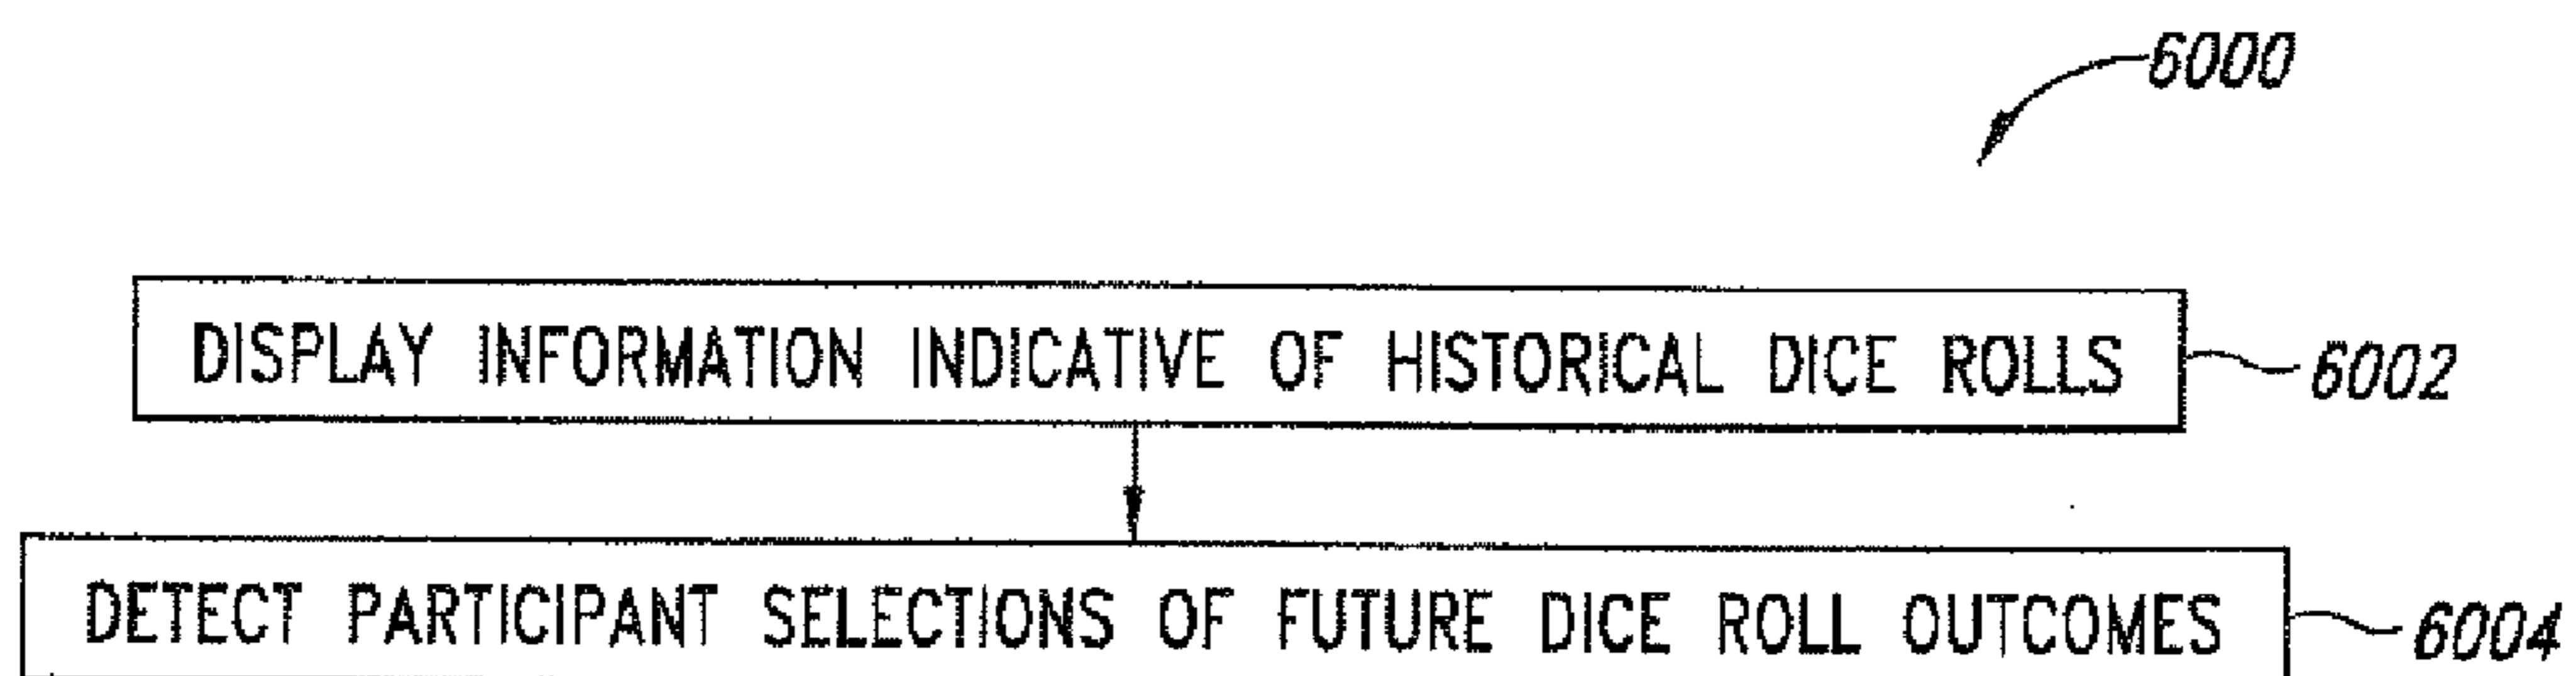 6000
DISPLAY INFORMATION INDICATIVE OF HISTORICAL DICE ROLLS
6002
DETECT PARTICIPANT SELECTIONS OF FUTURE DICE ROLL OUTCOMES
6004